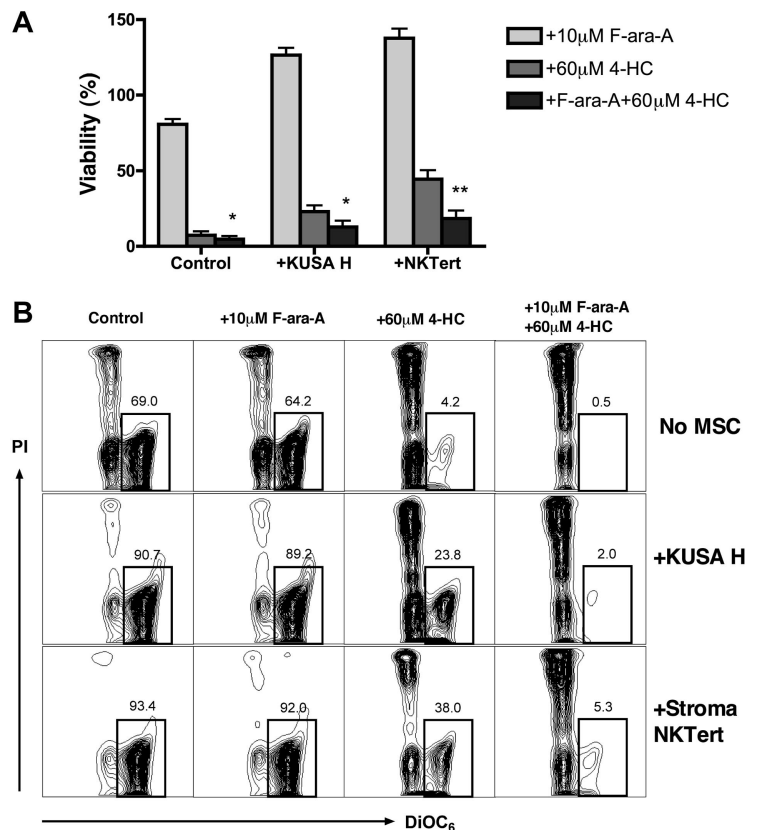 A
Viability (%)
150
100
50
0
*
*
**
Control
+KUSA H
+NKTert
+10µM F-ara-A
+60µM 4-HC
+F-ara-A+60µM 4-HC
B
Control
+10µM F-ara-A
+60µM 4-HC
+10µM F-ara-A
+60µM 4-HC
PI
69.0
64.2
4.2
0.5
No MSC
90.7
89.2
23.8
2.0
+KUSA H
93.4
92.0
38.0
5.3
+Stroma
NKTert
DiOC6